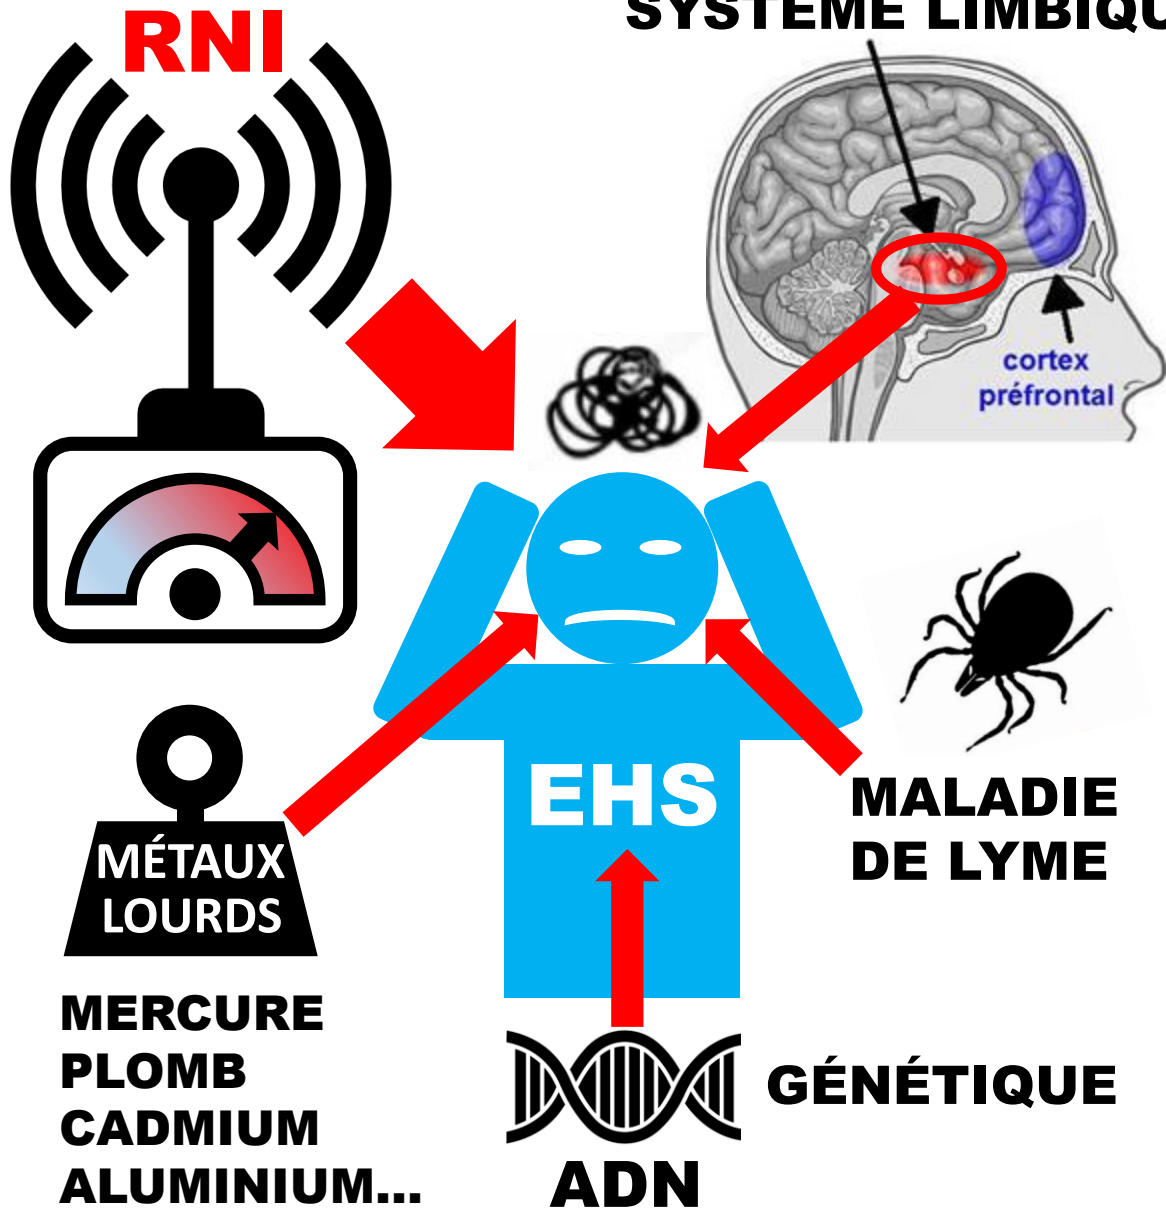 RNI
SYSTÈME LIMBIQU
cortex
préfrontal
EHS
MALADIE
DE LYME
MÉTAUX
LOURDS
MERCURE
PLOMB
CADMIUM
ALUMINIUM...
GÉNÉTIQUE
ADN